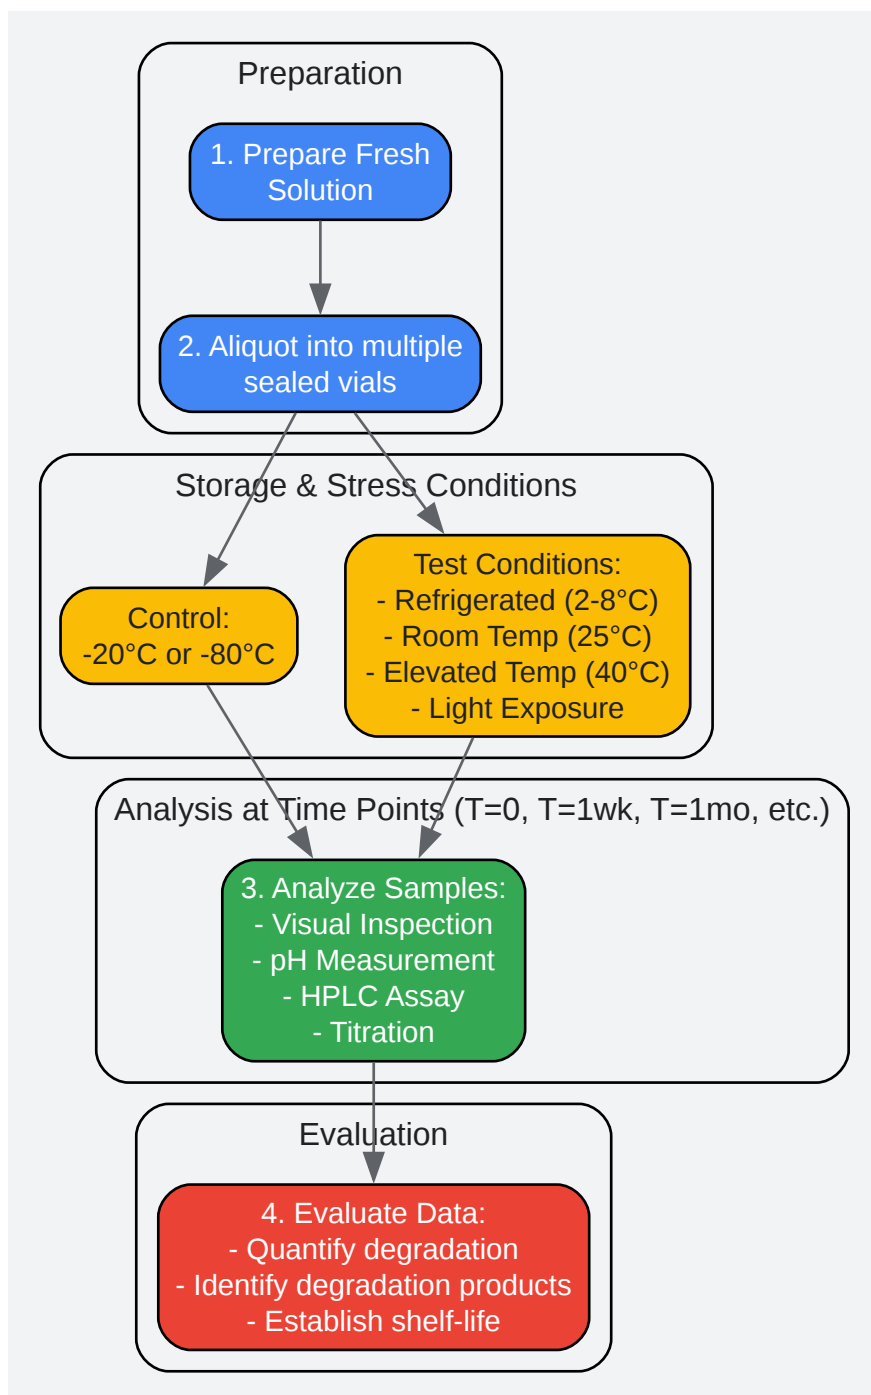 Preparation
1. Prepare Fresh
Solution
2. Aliquot into multiple
sealed vials
Storage & Stress Conditions
Control:
-20°C or -80°C
Test Conditions:
- Refrigerated (2-8°C)
- Room Temp (25°C)
- Elevated Temp (40°C)
- Light Exposure
Analysis at Time Points (T=0, T=1wk, T=1mo, etc.)
3. Analyze Samples:
- Visual Inspection
- pH Measurement
- HPLC Assay
- Titration
Evaluation
4. Evaluate Data:
- Quantify degradation
- Identify degradation products
- Establish shelf-life